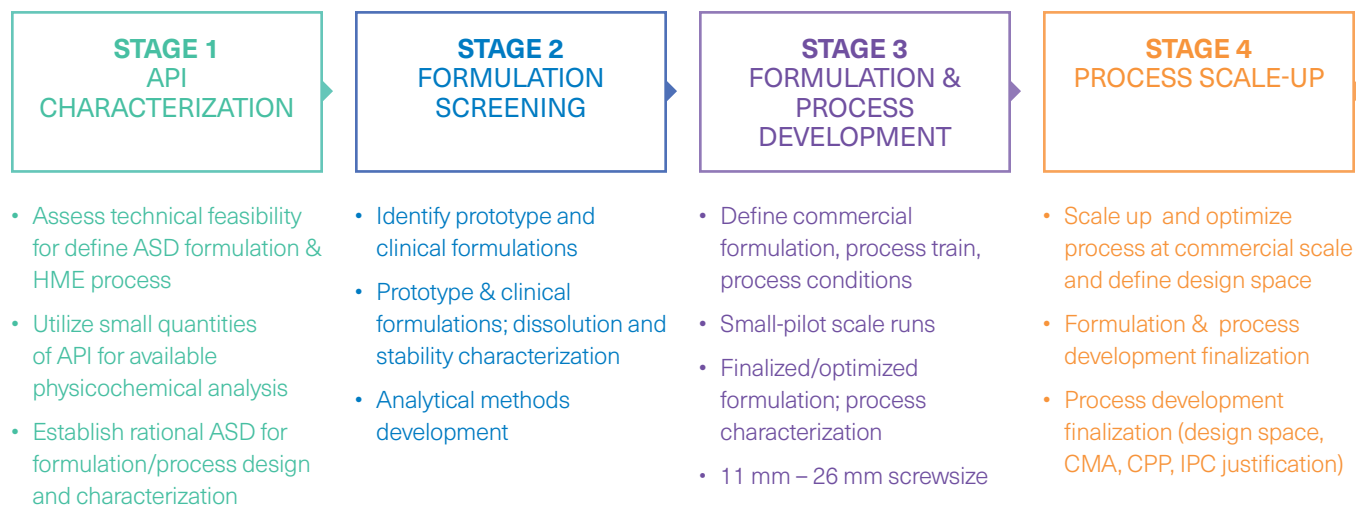 STAGE 1
API
CHARACTERIZATION
• Assess technical feasibility
for define ASD formulation &
HME process
• Utilize small quantities
of API for available
physicochemical analysis
• Establish rational ASD for
formulation/process design
and characterization
STAGE 2
FORMULATION
SCREENING
• Identify prototype and
clinical formulations
• Prototype & clinical
formulations; dissolution and
stability characterization
• Analytical methods
development
STAGE 3
FORMULATION &
PROCESS
DEVELOPMENT
• Define commercial
formulation, process train,
process conditions
• Small-pilot scale runs
• Finalized/optimized
formulation; process
characterization
• 11 mm – 26 mm screwsize
STAGE 4
PROCESS SCALE-UP
• Scale up and optimize
process at commercial scale
and define design space
• Formulation & process
development finalization
• Process development
finalization (design space,
CMA, CPP, IPC justification)